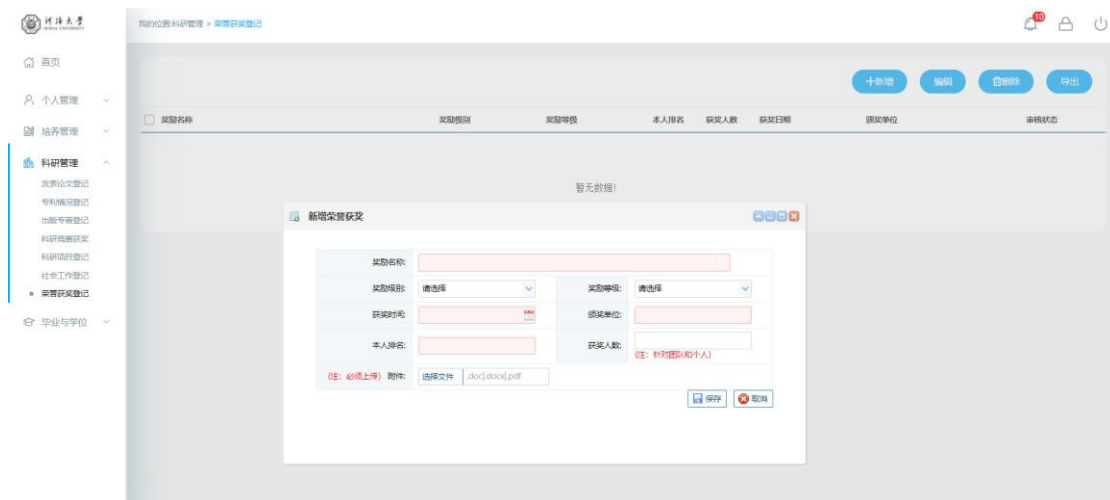 河海大学
HOHAI UNIVERSITY
我的位置:科研管理 > 荣誉获奖登记
10
首页
个人管理
培养管理
科研管理
发表论文登记
专利情况登记
出版专著登记
科研竞赛获奖
科研项目登记
社会工作登记
荣誉获奖登记
毕业与学位
十新增
编辑
删除
导出
奖励名称 奖励级别 奖励等级 本人排名 获奖人数 获奖日期 颁奖单位 审核状态
暂无数据!
新增荣誉获奖
奖励名称:
奖励级别: 请选择 奖励等级: 请选择
获奖时间: 颁奖单位:
本人排名: 获奖人数:
(注：针对团队和个人)
(注：必须上传) 附件: 选择文件 .doc|.docx|.pdf
保存 取消